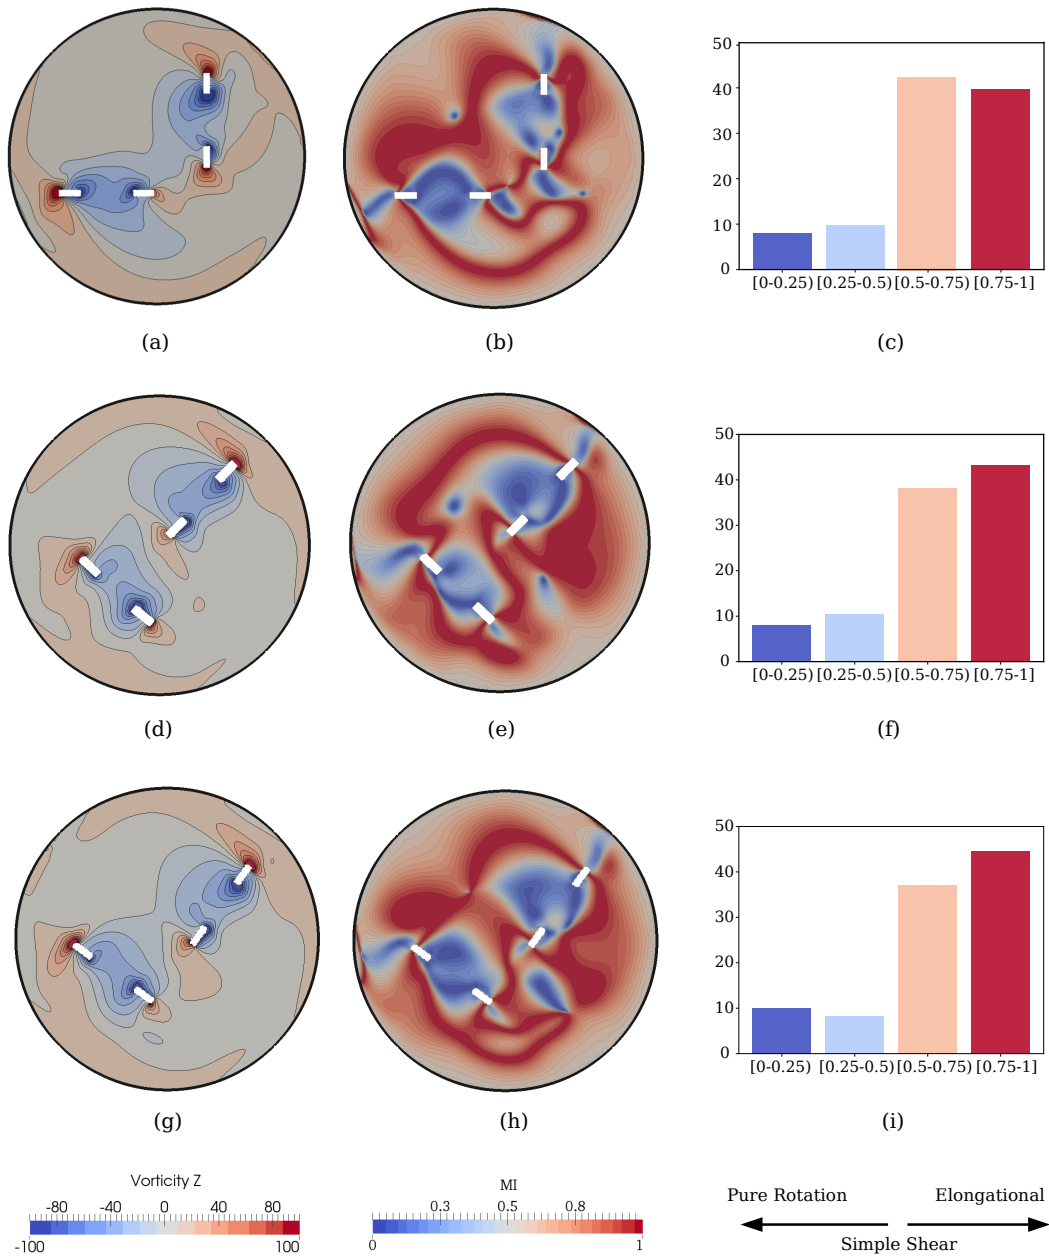 50
40
30
20
10
0
[0-0.25) [0.25-0.5) [0.5-0.75) [0.75-1]
(a) (b) (c)
50
40
30
20
10
0
[0-0.25) [0.25-0.5) [0.5-0.75) [0.75-1]
(d) (e) (f)
50
40
30
20
10
0
[0-0.25) [0.25-0.5) [0.5-0.75) [0.75-1]
(g) (h) (i)
Vorticity Z
-80 -40 0 40 80
-100 100
MI
0.3 0.5 0.8
0 1
Pure Rotation Elongational
Simple Shear